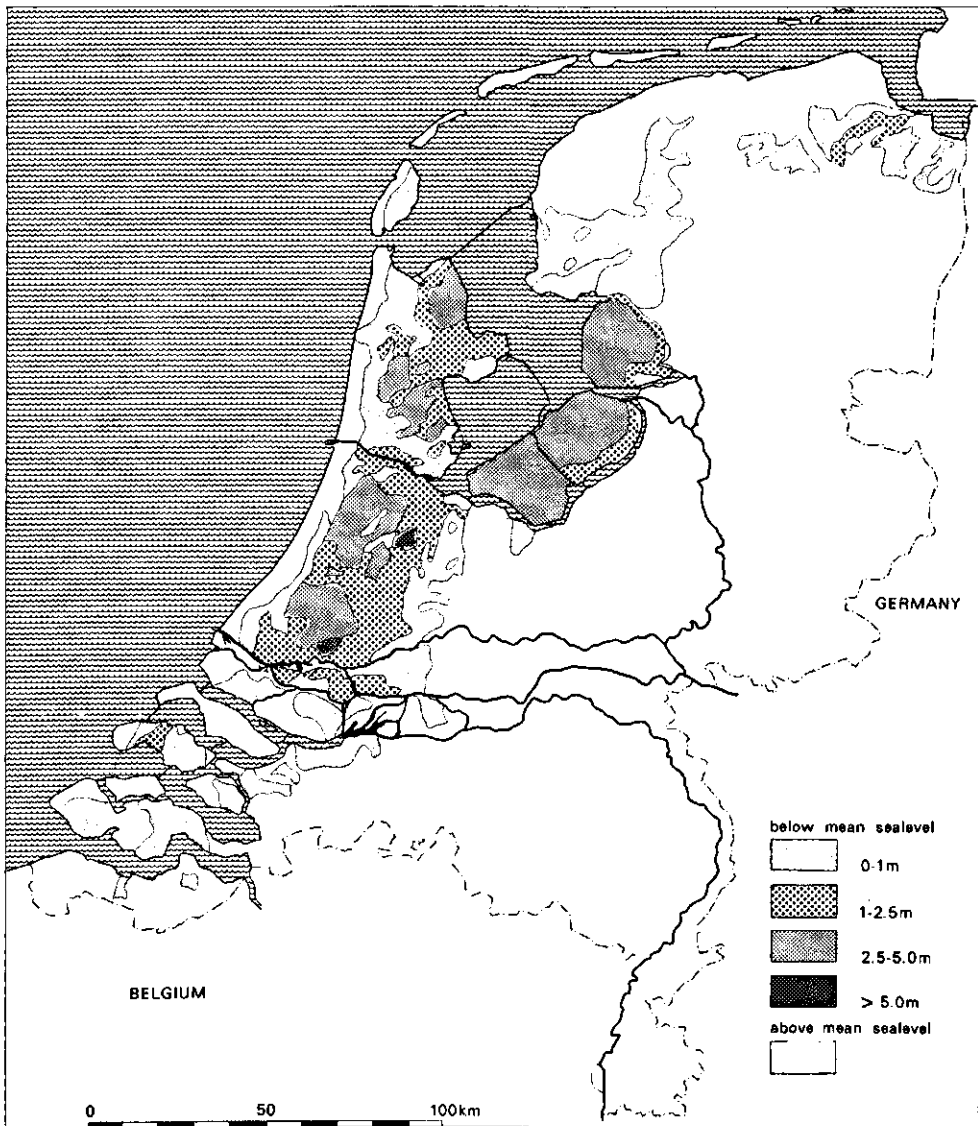 GERMANY
below mean sealevel
0-1m
1-2.5m
2.5-5.0m
> 5.0m
above mean sealevel
BELGIUM
0 50 100km